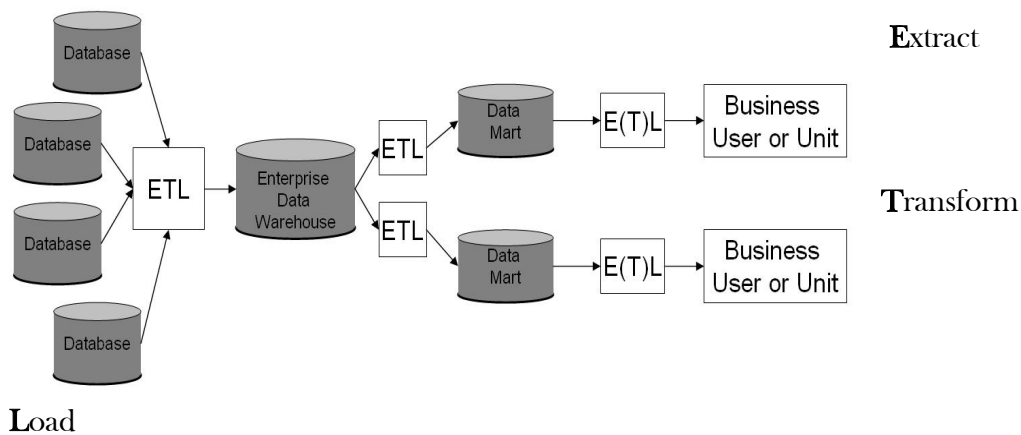 Database
Database
Database
Database
ETL
Enterprise
Data
Warehouse
ETL
ETL
Data
Mart
E(T)L
Business
User or Unit
Data
Mart
E(T)L
Business
User or Unit
Extract
Transform
Load